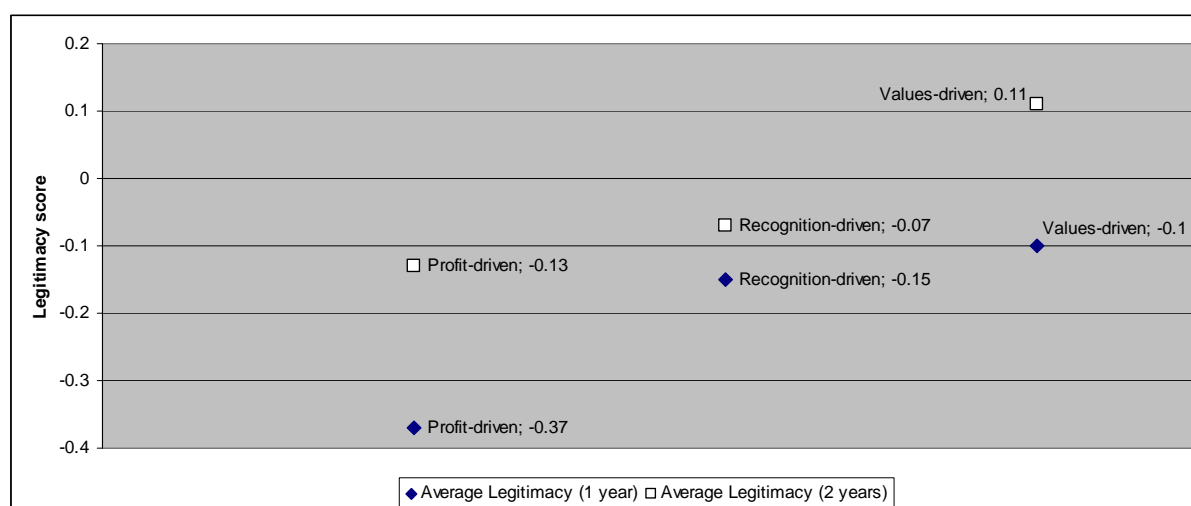 0.2
Values-driven; 0.11
0.1
0
Legitimacy score
Recognition-driven; -0.07
Values-driven; -0.1
-0.1
Profit-driven; -0.13
Recognition-driven; -0.15
-0.2
-0.3
Profit-driven; -0.37
-0.4
Average Legitimacy (1 year) Average Legitimacy (2 years)